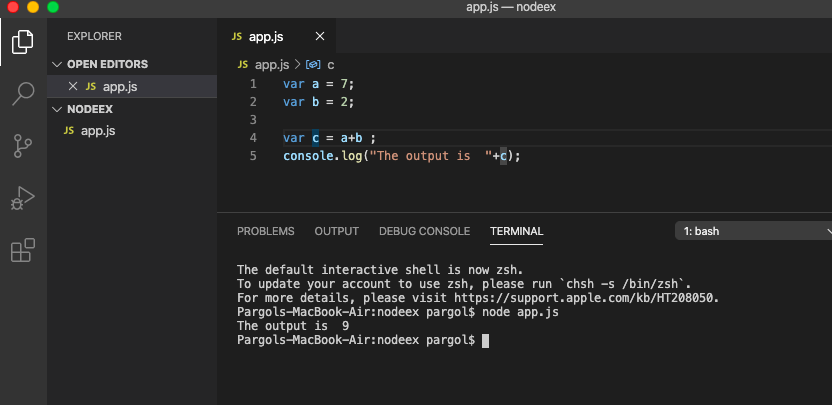 app.js — nodeex
EXPLORER
OPEN EDITORS
JS app.js
NODEEX
JS app.js
JS app.js
JS app.js > c
1 var a = 7;
2 var b = 2;
3
4 var c = a+b ;
5 console.log("The output is  "+c);
PROBLEMS OUTPUT DEBUG CONSOLE TERMINAL 1: bash
The default interactive shell is now zsh.
To update your account to use zsh, please run `chsh -s /bin/zsh`.
For more details, please visit https://support.apple.com/kb/HT208050.
Pargols-MacBook-Air:nodeex pargol$ node app.js
The output is  9
Pargols-MacBook-Air:nodeex pargol$